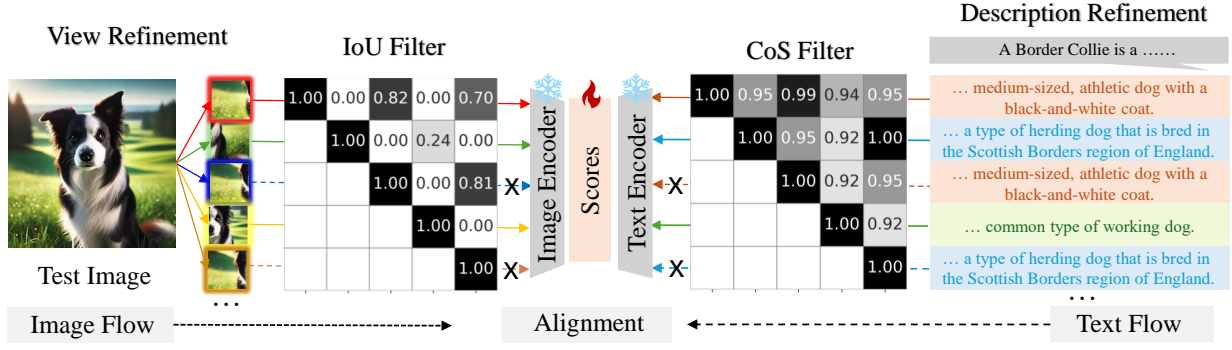 View Refinement
IoU Filter
CoS Filter
Description Refinement
A Border Collie is a ……
1.00 0.00 0.82 0.00 0.70
1.00 0.00 0.24 0.00
1.00 0.00 0.81
1.00 0.00
1.00
X
X
Image Encoder
Scores
Text Encoder
X
X
1.00 0.95 0.99 0.94 0.95
1.00 0.95 0.92 1.00
1.00 0.92 0.95
1.00 0.92
1.00
… medium-sized, athletic dog with a
black-and-white coat.
… a type of herding dog that is bred in
the Scottish Borders region of England.
… medium-sized, athletic dog with a
black-and-white coat.
… common type of working dog.
… a type of herding dog that is bred in
the Scottish Borders region of England.
Test Image
…
…
Image Flow
Alignment
Text Flow